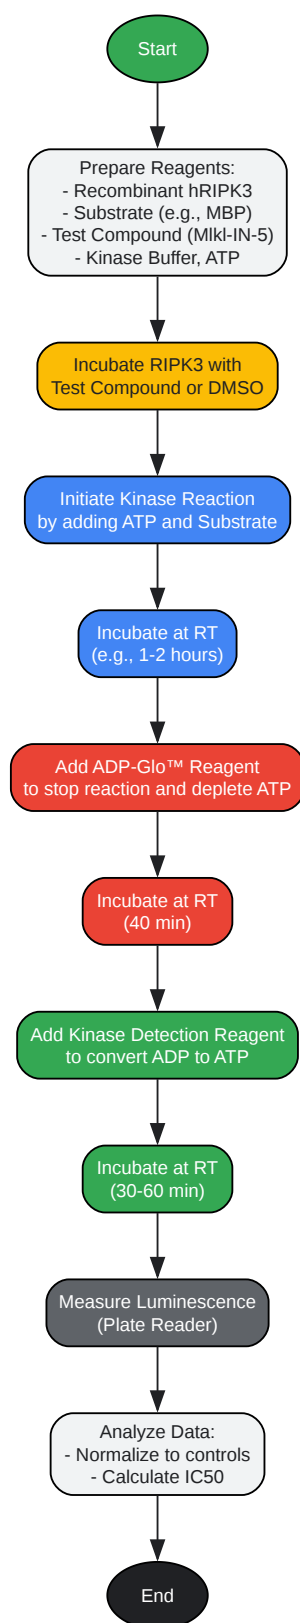 Start
Prepare Reagents:
- Recombinant hRIPK3
- Substrate (e.g., MBP)
- Test Compound (Mlkl-IN-5)
- Kinase Buffer, ATP
Incubate RIPK3 with
Test Compound or DMSO
Initiate Kinase Reaction
by adding ATP and Substrate
Incubate at RT
(e.g., 1-2 hours)
Add ADP-Glo™ Reagent
to stop reaction and deplete ATP
Incubate at RT
(40 min)
Add Kinase Detection Reagent
to convert ADP to ATP
Incubate at RT
(30-60 min)
Measure Luminescence
(Plate Reader)
Analyze Data:
- Normalize to controls
- Calculate IC50
End